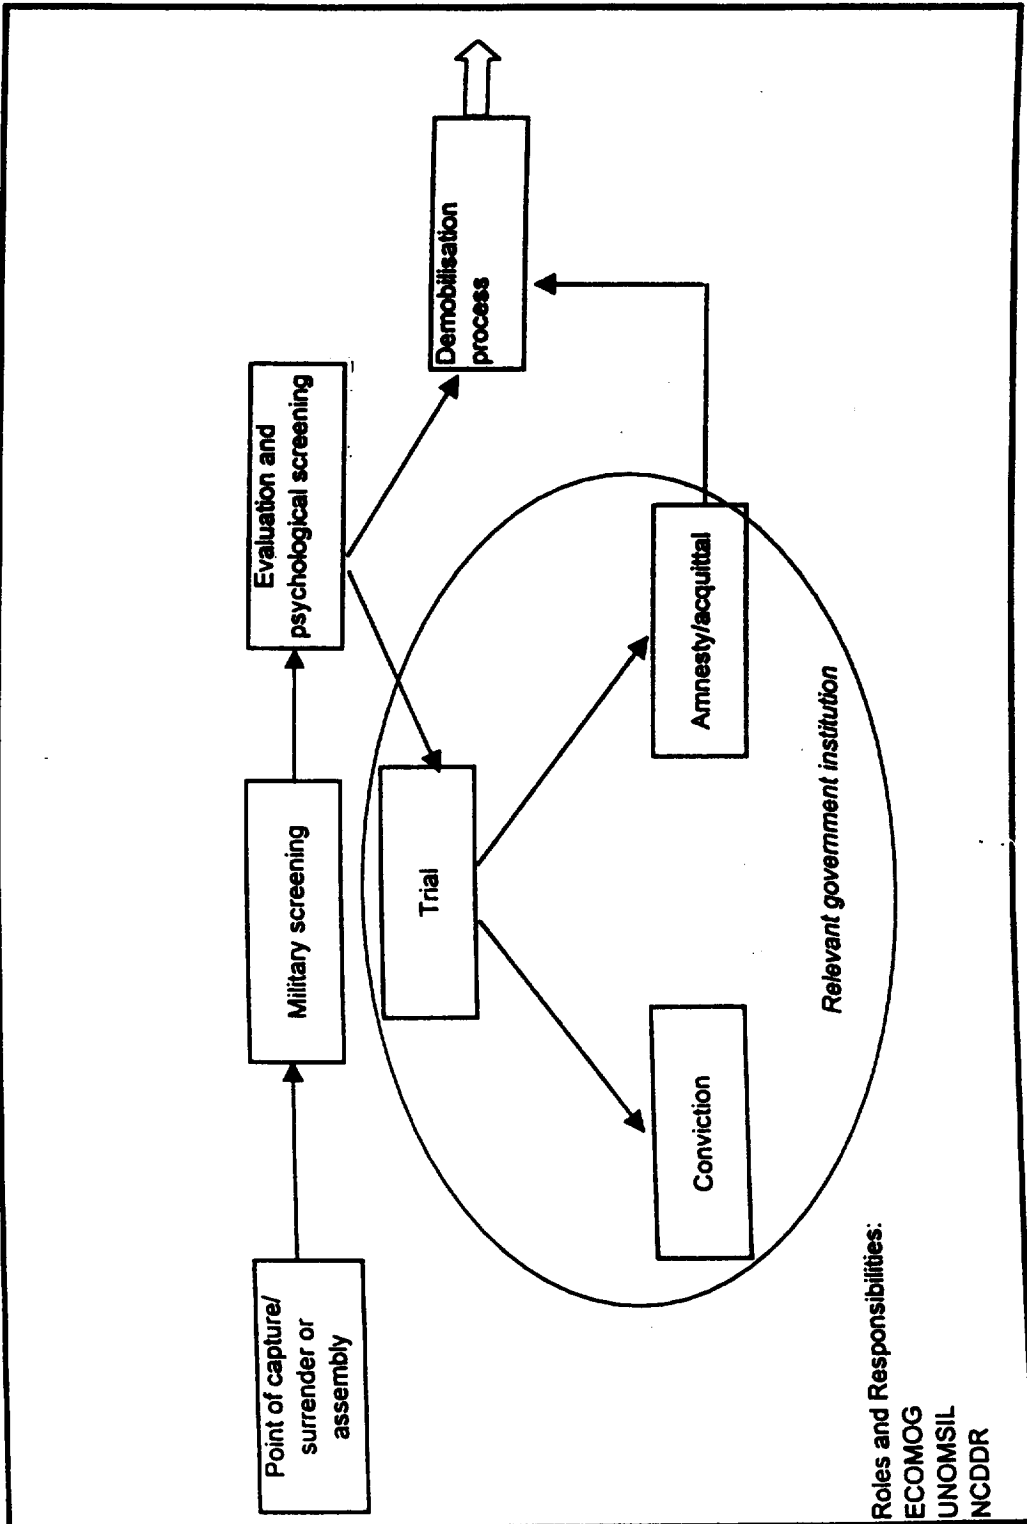 Point of capture/
surrender or
assembly
Military screening
Evaluation and
psychological screening
Demobilisation
process
Trial
Conviction
Amnesty/acquittal
Relevant government institution
Roles and Responsibilities:
ECOMOG
UNOMSIL
NCDDR